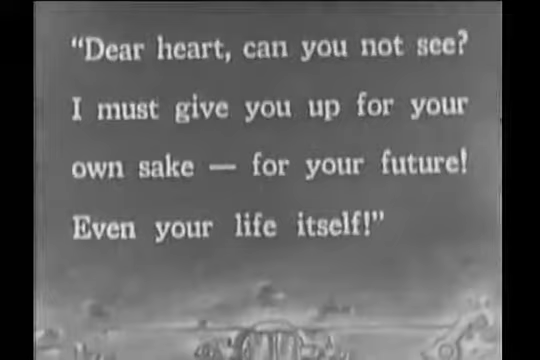 “Dear heart, can you not see?
I must give you up for your
own sake — for your future!
Even your life itself!”